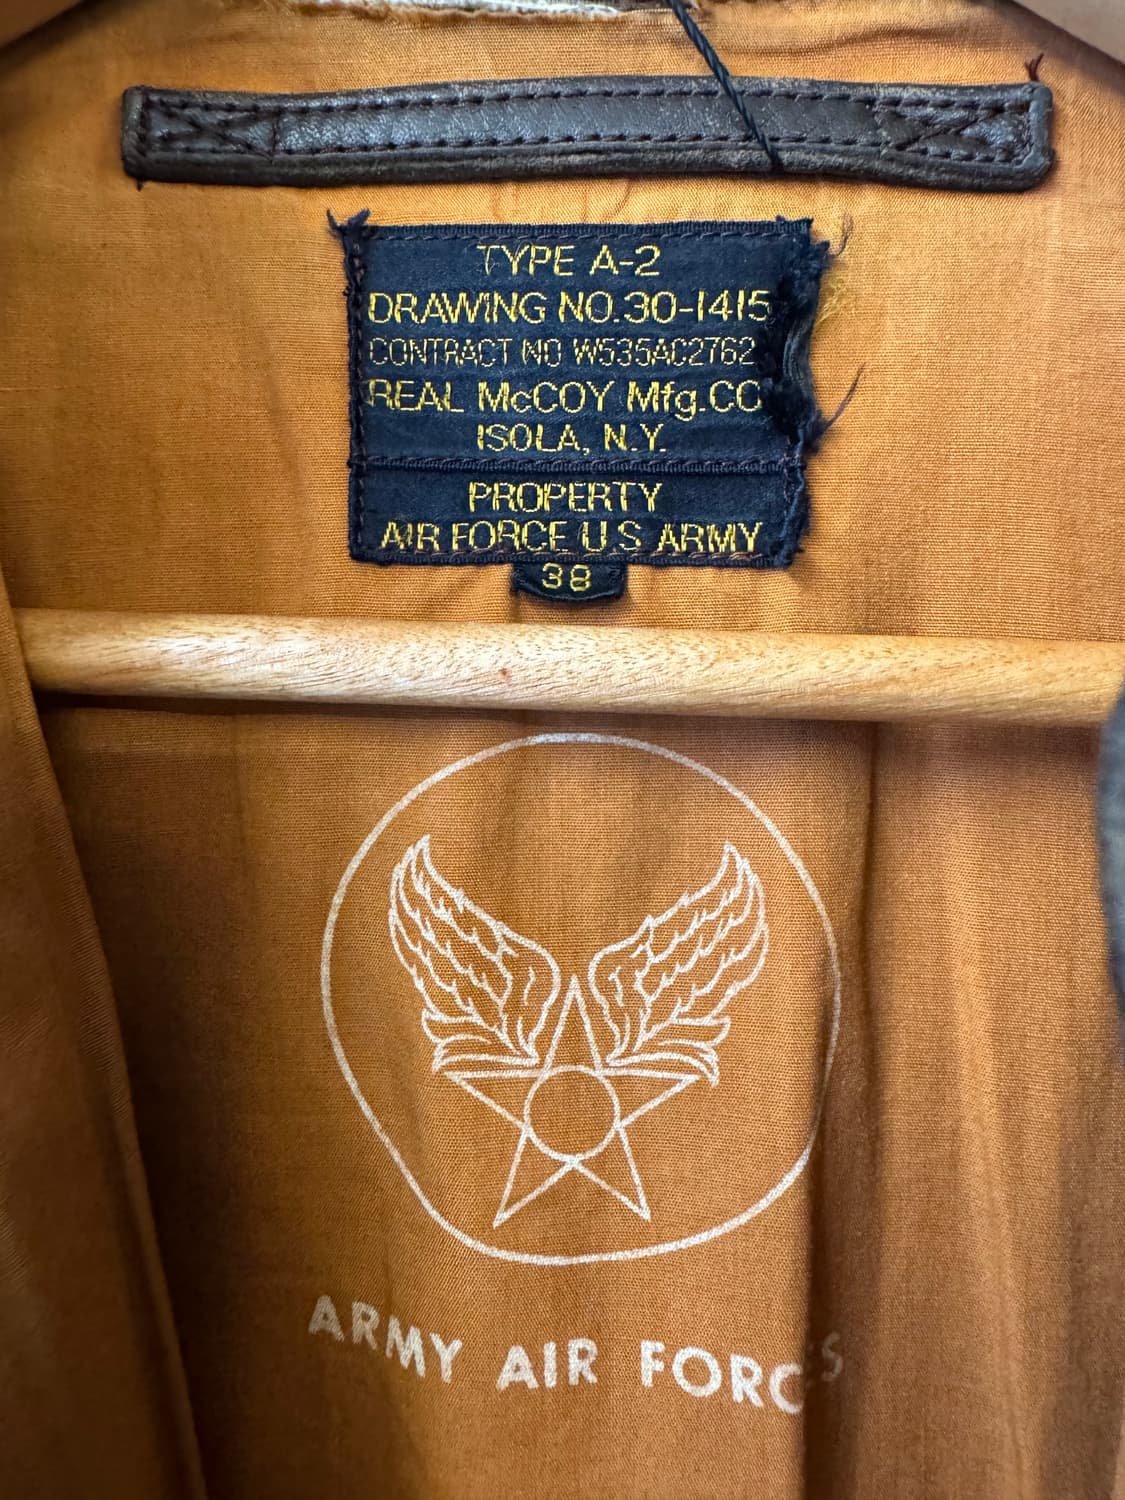 TYPE A-2
DRAWING NO. 30-1415
CONTRACT NO W535AC2762
REAL McCOY Mfg. CO
ISOLA, N.Y.
PROPERTY
AIR FORCE U.S. ARMY
38
ARMY AIR FORCES